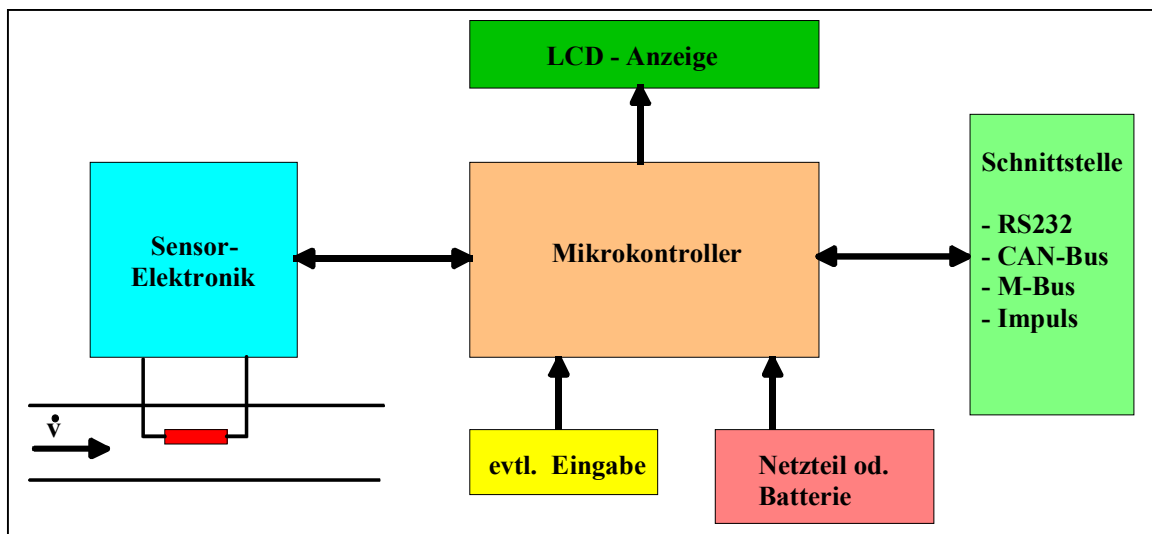 LCD - Anzeige
Schnittstelle
- RS232
- CAN-Bus
- M-Bus
- Impuls
Sensor-
Elektronik
Mikrokontroller
v̇
evtl. Eingabe
Netzteil od.
Batterie